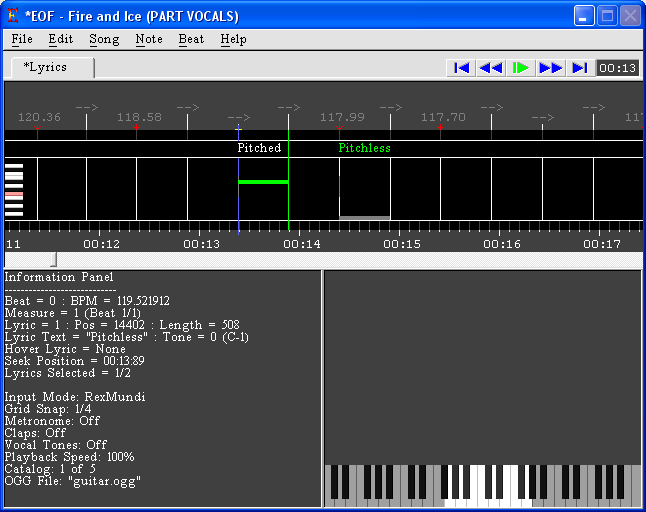 *EOF - Fire and Ice (PART VOCALS)
File Edit Song Note Beat Help
*Lyrics 00:13
--> --> --> --> --> --> -->
120.36 118.58 --> --> 117.99 --> 117.70 --> --> 117
Pitched Pitchless
11 00:12 00:13 00:14 00:15 00:16 00:17
Information Panel
----------------------------
Beat = 0 : BPM = 119.521912
Measure = 1 (Beat 1/1)
Lyric = 1 : Pos = 14402 : Length = 508
Lyric Text = "Pitchless" : Tone = 0 (C-1)
Hover Lyric = None
Seek Position = 00:13:89
Lyrics Selected = 1/2
Input Mode: RexMundi
Grid Snap: 1/4
Metronome: Off
Claps: Off
Vocal Tones: Off
Playback Speed: 100%
Catalog: 1 of 5
OGG File: "guitar.ogg"